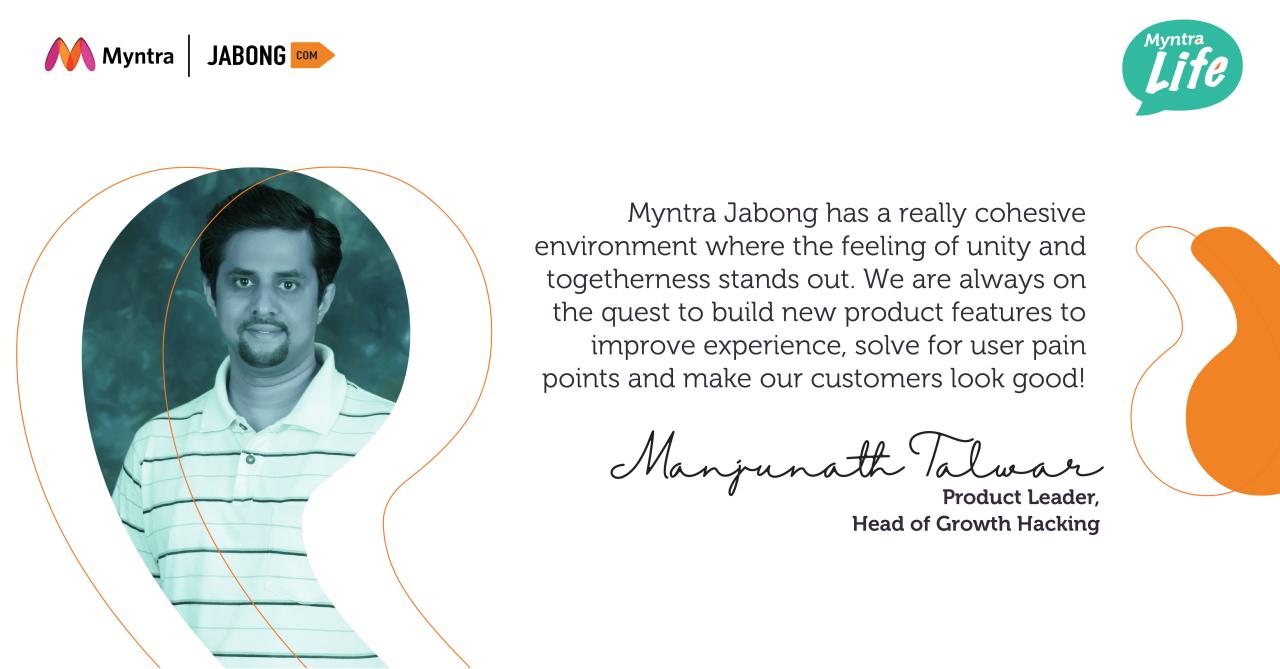 Myntra
JABONG COM
Myntra
Life
Myntra Jabong has a really cohesive
environment where the feeling of unity and
togetherness stands out. We are always on
the quest to build new product features to
improve experience, solve for user pain
points and make our customers look good!
Manjunath Talwar
Product Leader,
Head of Growth Hacking